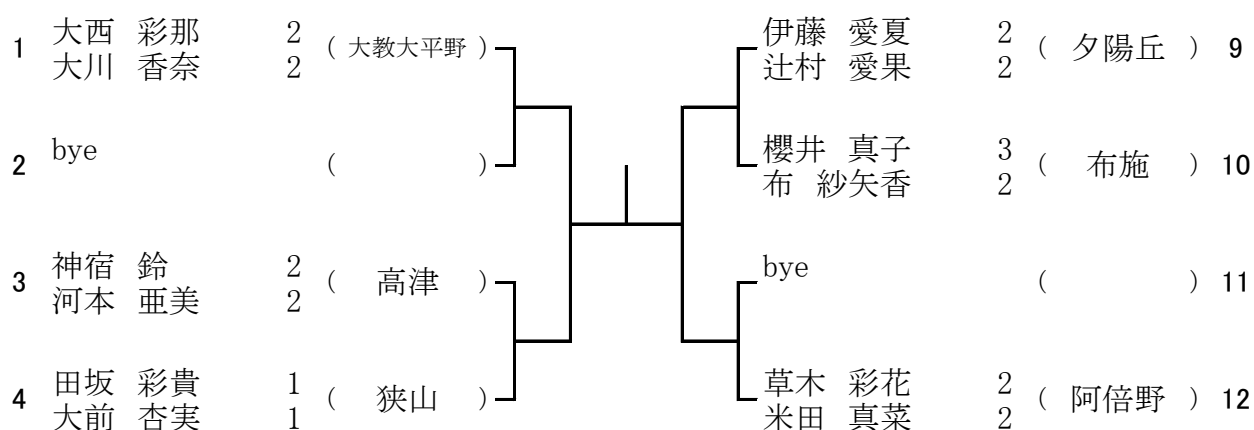 1 大西 彩那 2 ( 大教大平野 )
大川 香奈 2
2 bye ( )
3 神宿 鈴 2 ( 高津 )
河本 亜美 2
4 田坂 彩貴 1 ( 狭山 )
大前 杏実 1
伊藤 愛夏 2 ( 夕陽丘 ) 9
辻村 愛果 2
櫻井 真子 3 ( 布施 ) 10
布 紗矢香 2
bye ( ) 11
草木 彩花 2 ( 阿倍野 ) 12
米田 真菜 2